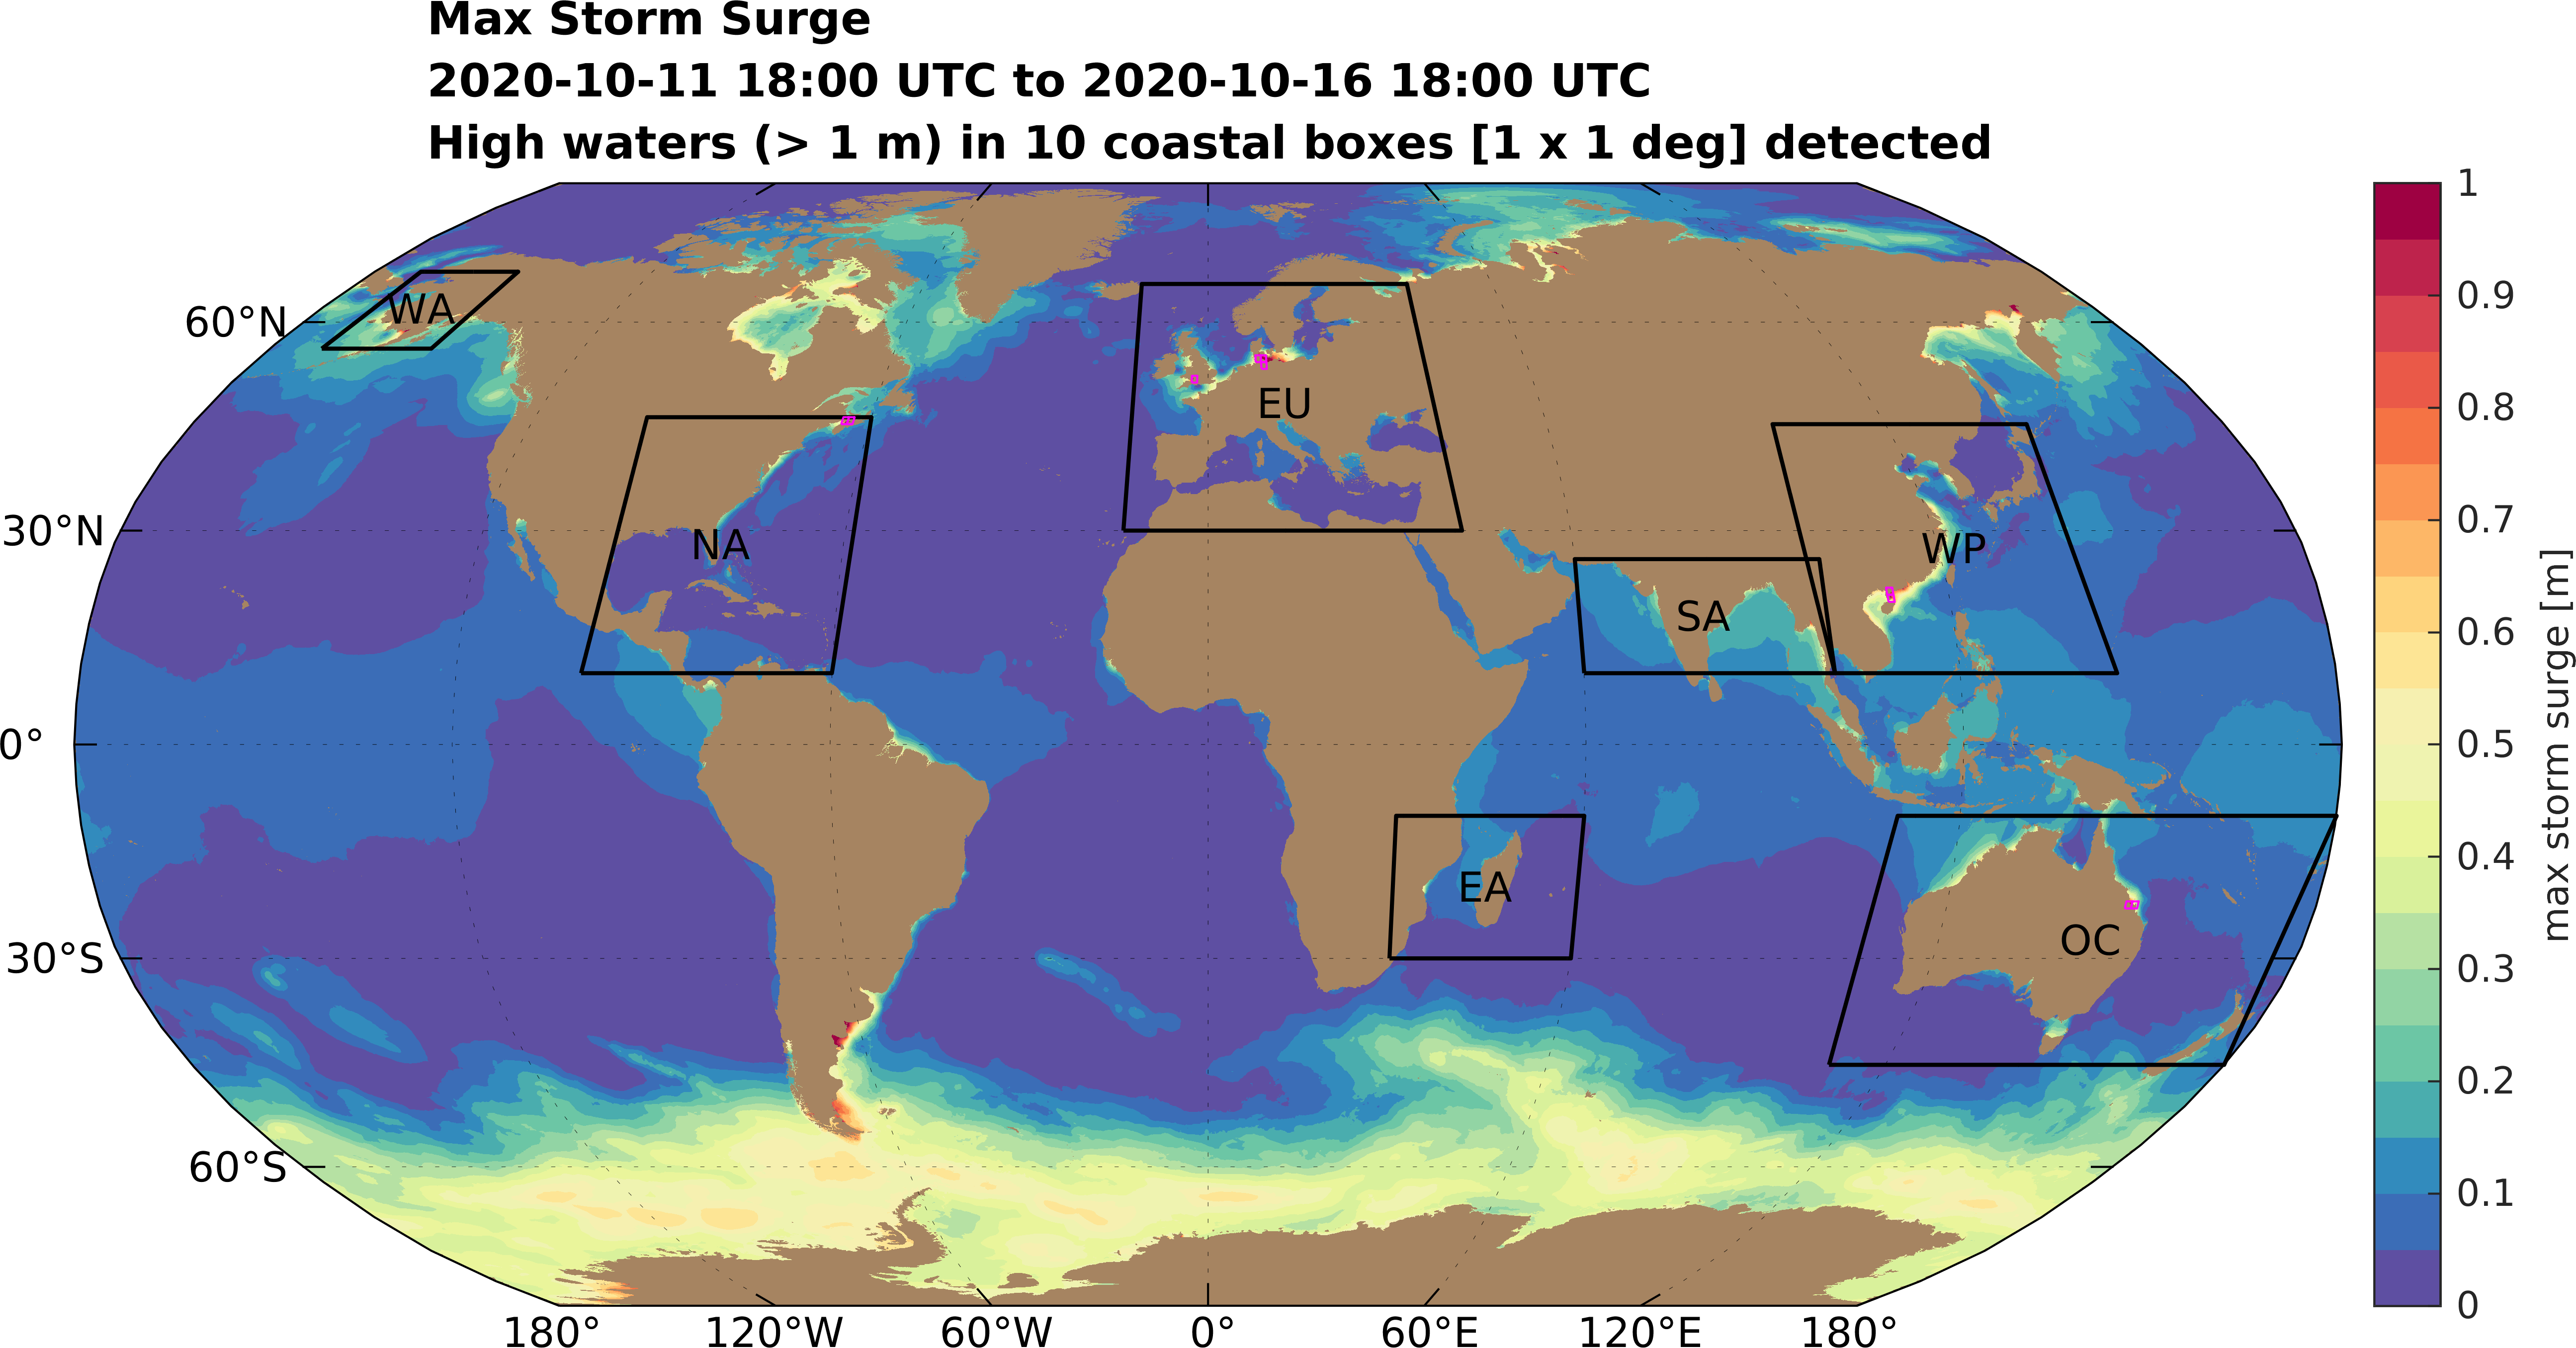 Max Storm Surge
2020-10-11 18:00 UTC to 2020-10-16 18:00 UTC
High waters (> 1 m) in 10 coastal boxes [1 x 1 deg] detected
60°N
30°N
0°
30°S
60°S
WA
NA
EU
SA
WP
EA
OC
180°
120°W
60°W
0°
60°E
120°E
180°
1
0.9
0.8
0.7
0.6
0.5
0.4
0.3
0.2
0.1
0
max storm surge [m]